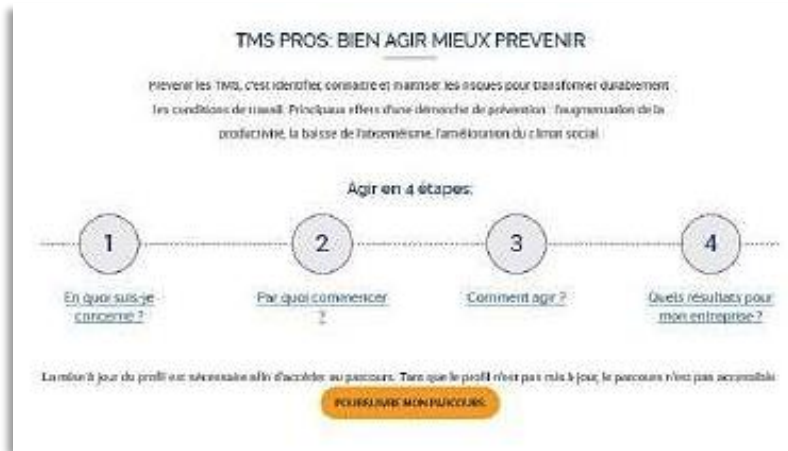 TMS PROS: BIEN AGIR MIEUX PREVENIR
Prévenir les TMS, c'est identifier, connaître et maîtriser les risques pour transformer durablement
les conditions de travail. Principaux effets d'une démarche de prévention : l'augmentation de la
productivité, la baisse de l'absentéisme, l'amélioration du climat social
Agir en 4 étapes:
1
2
3
4
En quoi suis-je
concerné ?
Par quoi commencer
?
Comment agir ?
Quels résultats pour
mon entreprise ?
La mise à jour du profil est nécessaire afin d'accéder au parcours. Tant que le profil n'est pas mis à jour, le parcours n'est pas accessible
POURSUIVRE MON PARCOURS